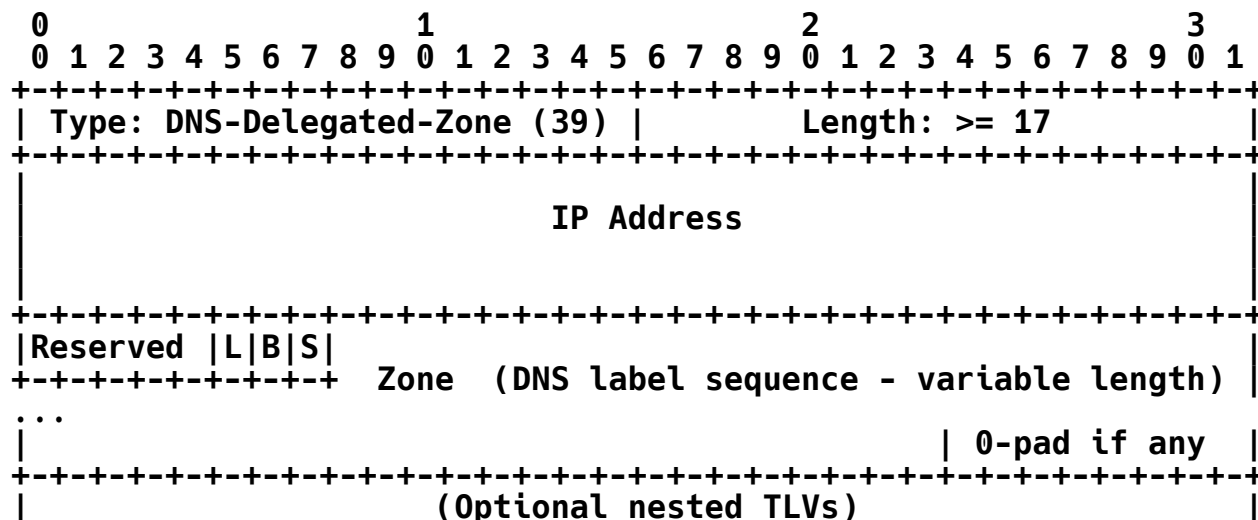 0                   1                   2                   3
 0 1 2 3 4 5 6 7 8 9 0 1 2 3 4 5 6 7 8 9 0 1 2 3 4 5 6 7 8 9 0 1
+-+-+-+-+-+-+-+-+-+-+-+-+-+-+-+-+-+-+-+-+-+-+-+-+-+-+-+-+-+-+-+-+
| Type: DNS-Delegated-Zone (39) |        Length: >= 17          |
+-+-+-+-+-+-+-+-+-+-+-+-+-+-+-+-+-+-+-+-+-+-+-+-+-+-+-+-+-+-+-+-+
|                                                               |
|                           IP Address                          |
|                                                               |
|                                                               |
+-+-+-+-+-+-+-+-+-+-+-+-+-+-+-+-+-+-+-+-+-+-+-+-+-+-+-+-+-+-+-+-+
|Reserved |L|B|S|                                               |
+-+-+-+-+-+-+-+-+  Zone  (DNS label sequence - variable length) |
...
|                                               | 0-pad if any  |
+-+-+-+-+-+-+-+-+-+-+-+-+-+-+-+-+-+-+-+-+-+-+-+-+-+-+-+-+-+-+-+-+
|                     (Optional nested TLVs)                    |